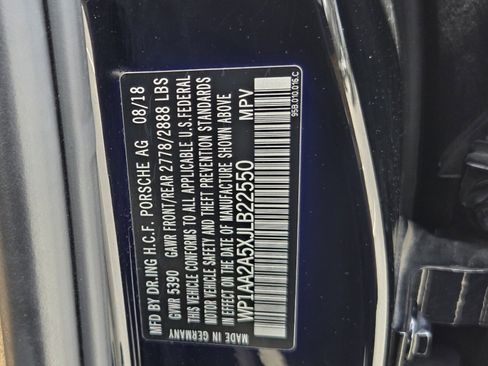 MFD BY DR.ING H.C.F. PORSCHE AG 08/18
GVWR 5390 GAWR FRONT/REAR 2778/2888 LBS
THIS VEHICLE CONFORMS TO ALL APPLICABLE U.S.FEDERAL
MOTOR VEHICLE SAFETY AND THEFT PREVENTION STANDARDS
IN EFFECT ON DATE OF MANUFACTURE SHOWN ABOVE
WP1AA2A5XJLB22550 MPV
MADE IN GERMANY
95B.010.016.C